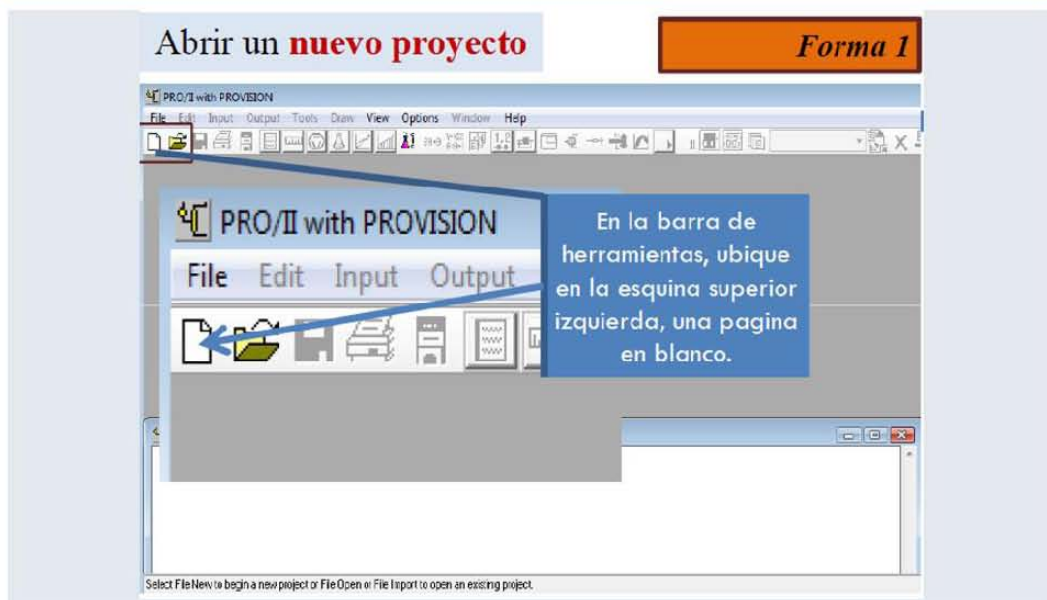 Abrir un nuevo proyecto
Forma 1
PRO/II with PROVISION
File Edit Input Output Tools Draw View Options Window Help
PRO/II with PROVISION
File Edit Input Output
En la barra de
herramientas, ubique
en la esquina superior
izquierda, una pagina
en blanco.
Select File New to begin a new project or File Open or File Import to open an existing project.